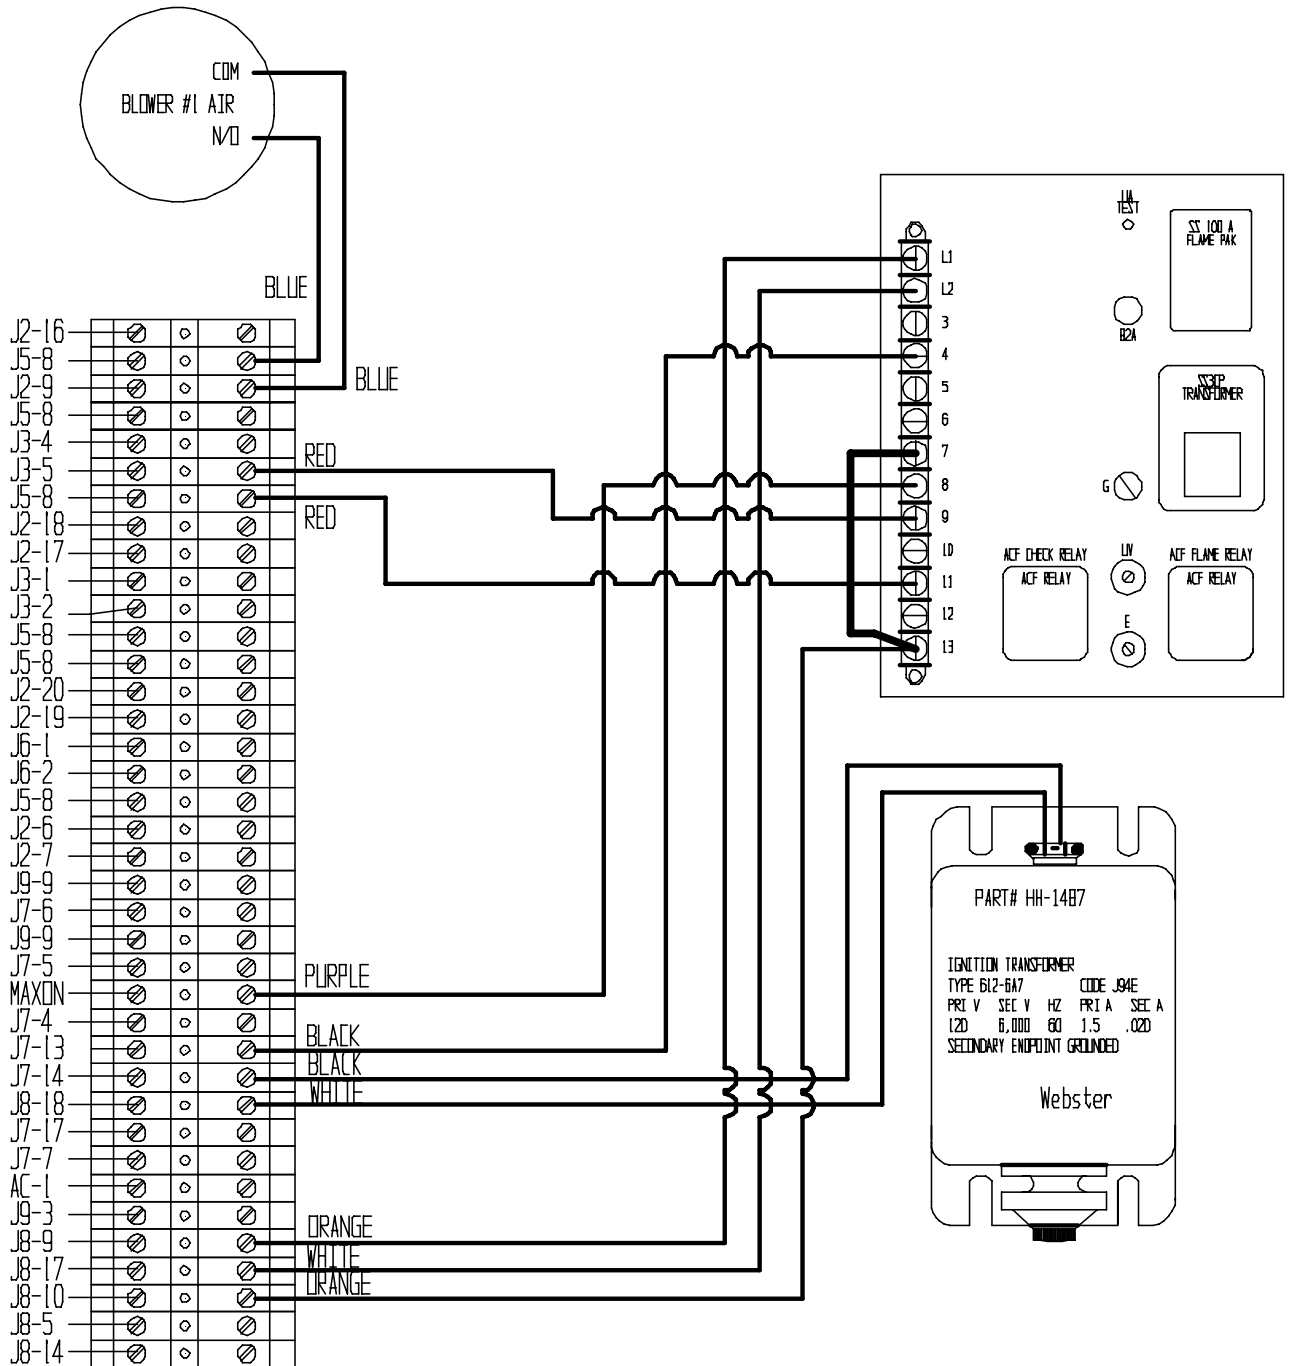 COM
BLOWER #1 AIR
N/O
BLUE
BLUE
J2-16
J5-8
J2-9
J5-8
J3-4
J3-5
J5-8
J2-18
J2-17
J3-1
J3-2
J5-8
J5-8
J2-20
J2-19
J6-1
J6-2
J5-8
J2-6
J2-7
J9-9
J7-6
J9-9
J7-5
MAXON
J7-4
J7-13
J7-14
J8-18
J7-17
J7-7
AC-1
J9-3
J8-9
J8-17
J8-10
J8-5
J8-14
RED
RED
PURPLE
BLACK
BLACK
WHITE
ORANGE
WHITE
ORANGE
L1
L2
3
4
5
6
7
8
9
10
11
12
13
UA
TEST
SS 100 A
FLAME PAK
B2A
S30P
TRANSFORMER
G
ACF CHECK RELAY
ACF RELAY
UV
ACF FLAME RELAY
ACF RELAY
E
PART# HH-1487
IGNITION TRANSFORMER
TYPE 612-6A7 CODE J94E
PRI V SEC V HZ PRI A SEC A
120 6,000 60 1.5 .020
SECONDARY ENDPOINT GROUNDED
Webster